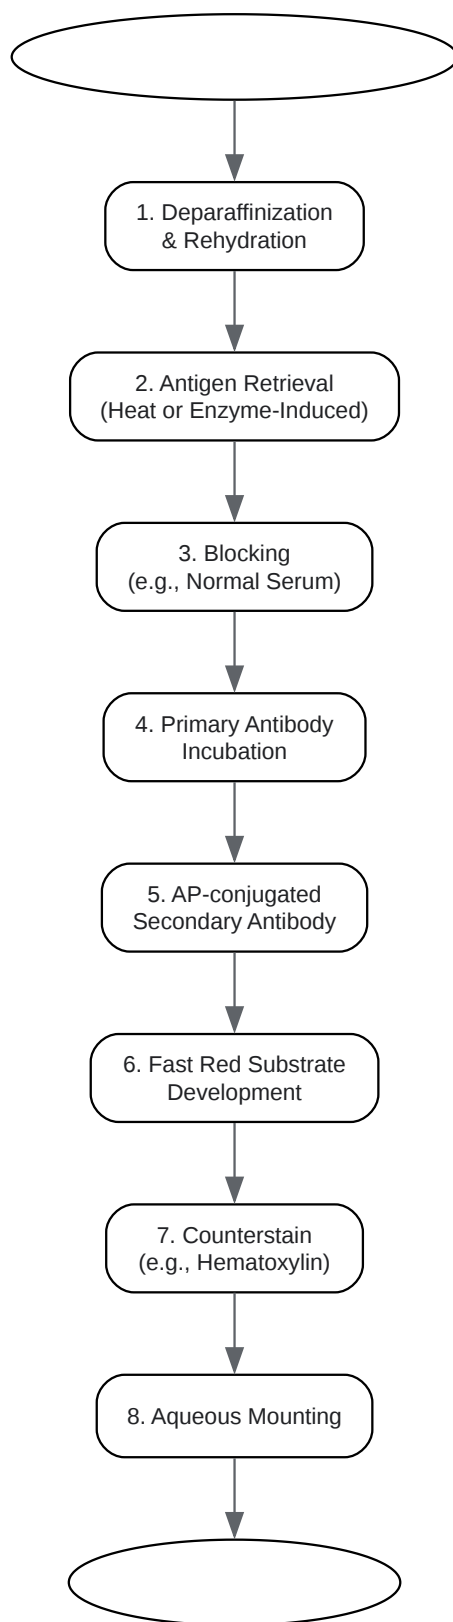 1. Deparaffinization
& Rehydration
2. Antigen Retrieval
(Heat or Enzyme-Induced)
3. Blocking
(e.g., Normal Serum)
4. Primary Antibody
Incubation
5. AP-conjugated
Secondary Antibody
6. Fast Red Substrate
Development
7. Counterstain
(e.g., Hematoxylin)
8. Aqueous Mounting